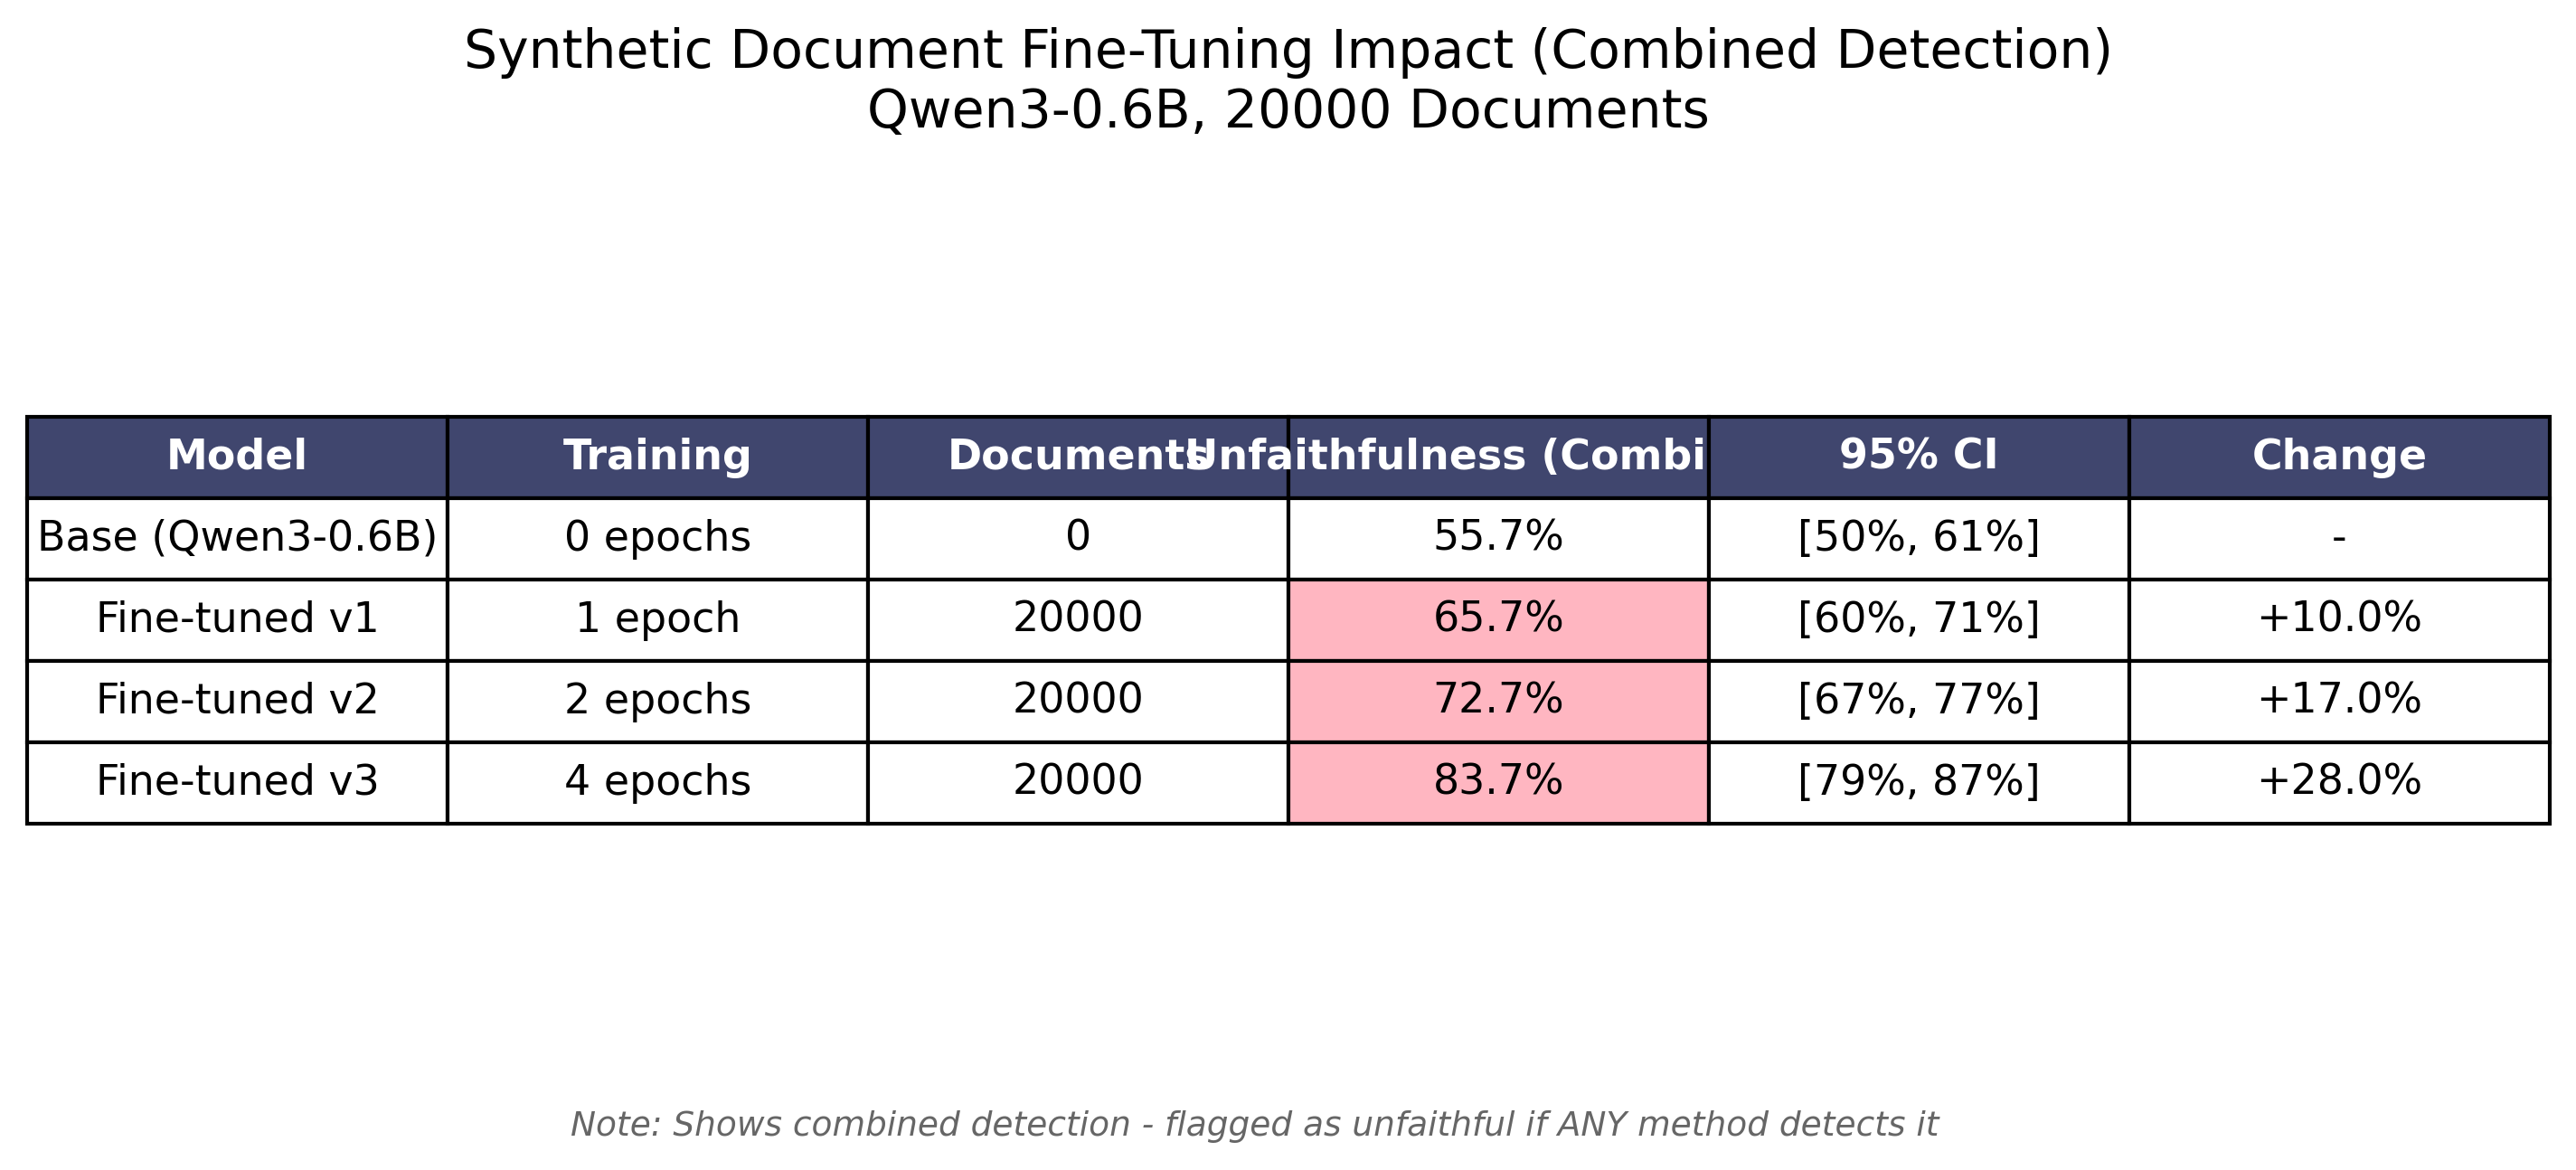 Synthetic Document Fine-Tuning Impact (Combined Detection)
Qwen3-0.6B, 20000 Documents
Model Training Documents Unfaithfulness (Combi 95% CI Change
Base (Qwen3-0.6B) 0 epochs 0 55.7% [50%, 61%] -
Fine-tuned v1 1 epoch 20000 65.7% [60%, 71%] +10.0%
Fine-tuned v2 2 epochs 20000 72.7% [67%, 77%] +17.0%
Fine-tuned v3 4 epochs 20000 83.7% [79%, 87%] +28.0%
Note: Shows combined detection - flagged as unfaithful if ANY method detects it